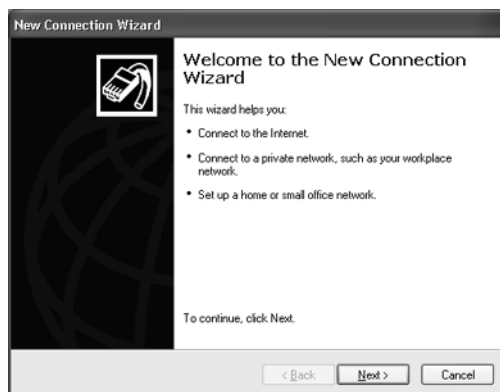 New Connection Wizard
Welcome to the New Connection
Wizard
This wizard helps you:
• Connect to the Internet.
• Connect to a private network, such as your workplace
network.
• Set up a home or small office network.
To continue, click Next.
< Back
Next >
Cancel